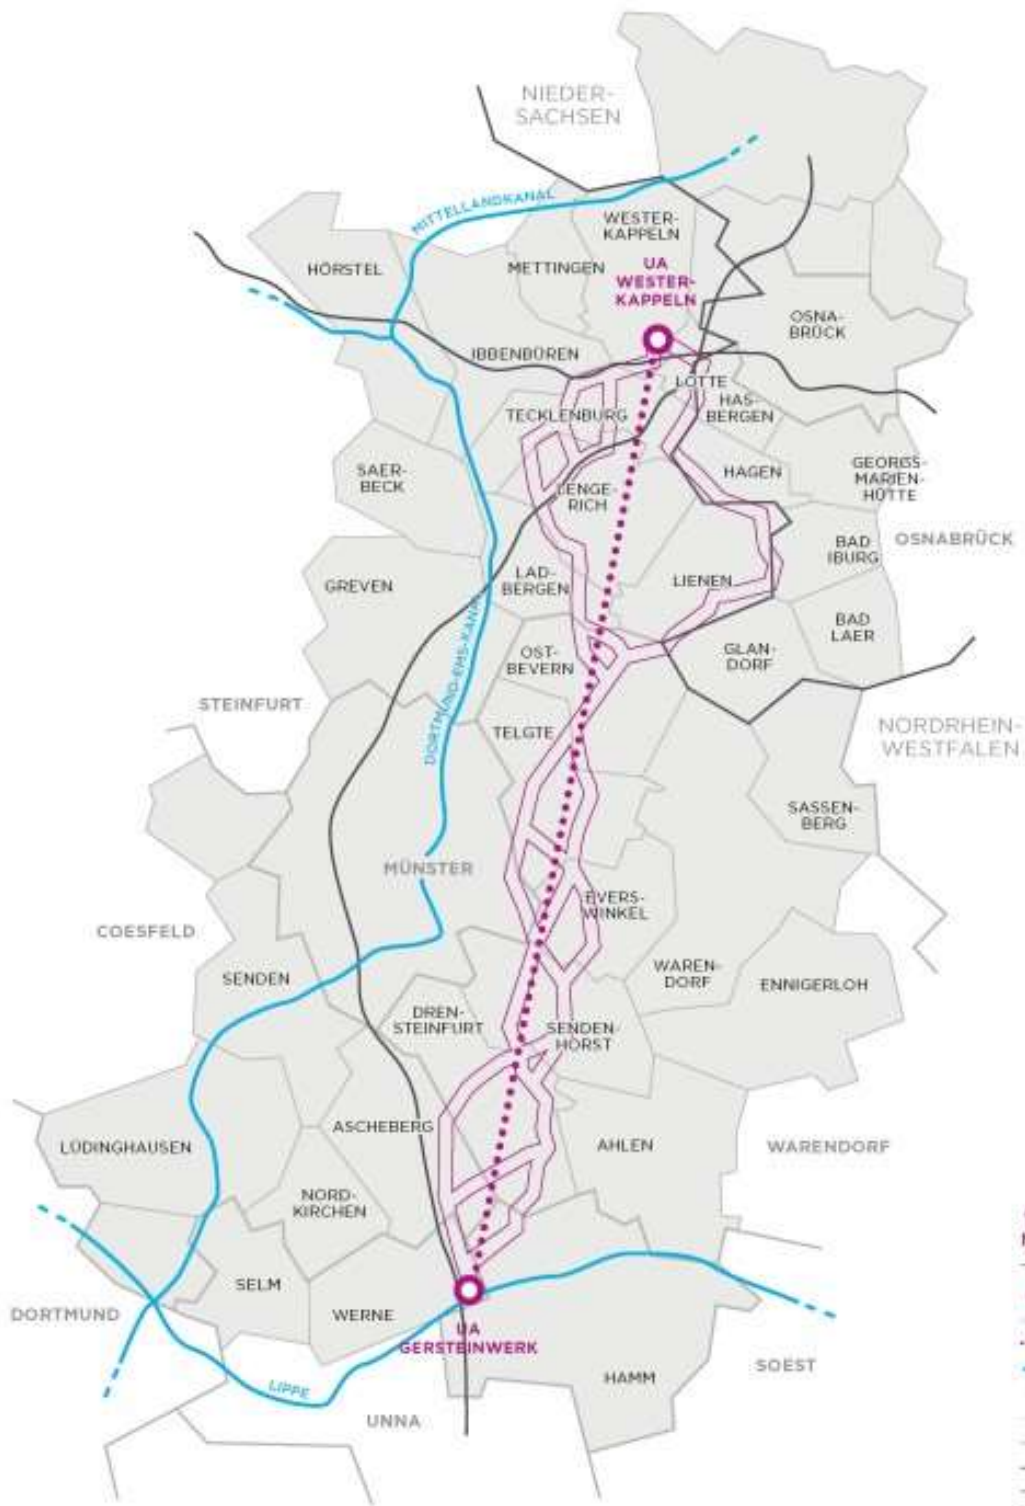 NIEDER-
SACHSEN
MITTELLANDKANAL
WESTER-
KAPPELN
HÖRSTEL
METTINGEN
UA
WESTER-
KAPPELN
OSNA-
BRÜCK
IBBENBÜREN
LOTTE
HAS-
BERGEN
TECKLENBURG
SAER-
BECK
LENGE-
RICH
HAGEN
GEORGS-
MARIEN-
HÜTTE
OSNABRÜCK
BAD
IBURG
GREVEN
LAD-
BERGEN
LIENEN
BAD
LAER
OST-
BEVERN
GLAN-
DORF
DORTMUND-EMS-KANAL
STEINFURT
TELGTE
NORDRHEIN-
WESTFALEN
SASSEN-
BERG
MÜNSTER
EVERS-
WINKEL
COESFELD
SENDEN
WAREN-
DORF
ENNIGERLOH
DREN-
STEINFURT
SENDEN-
HORST
ASCHEBERG
LÜDINGHAUSEN
AHLEN
WARENDORF
NORD-
KIRCHEN
SELM
DORTMUND
WERNE
UA
GERSTEINWERK
SOEST
HAMM
LIPPE
UNNA